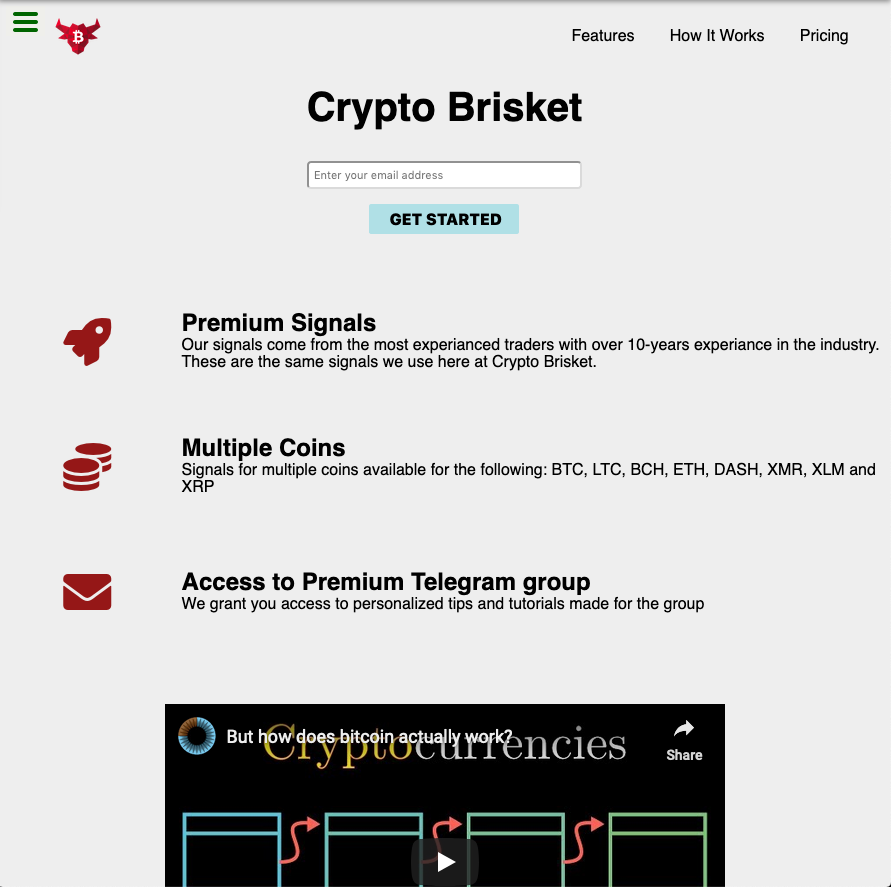 Features How It Works Pricing
Crypto Brisket
Enter your email address
GET STARTED
Premium Signals
Our signals come from the most experianced traders with over 10-years experiance in the industry.
These are the same signals we use here at Crypto Brisket.
Multiple Coins
Signals for multiple coins available for the following: BTC, LTC, BCH, ETH, DASH, XMR, XLM and
XRP
Access to Premium Telegram group
We grant you access to personalized tips and tutorials made for the group
But how does bitcoin actually work?
Cryptocurrencies
Share